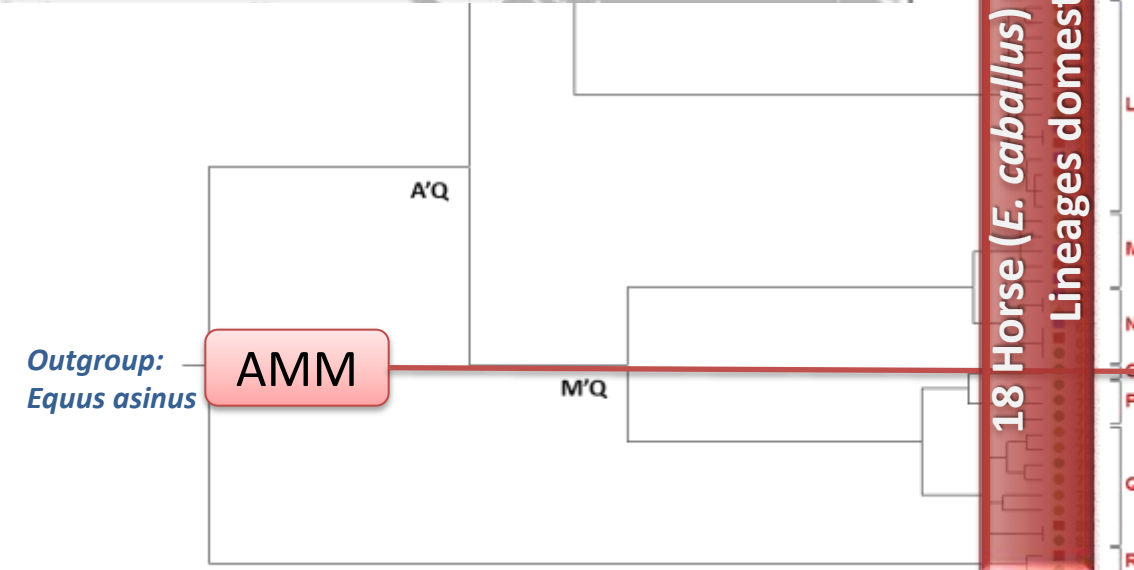 A'Q
Outgroup:
Equus asinus
AMM
M'Q
18 Horse (E. caballus)
Lineages domest
L
M
N
P
Q
R